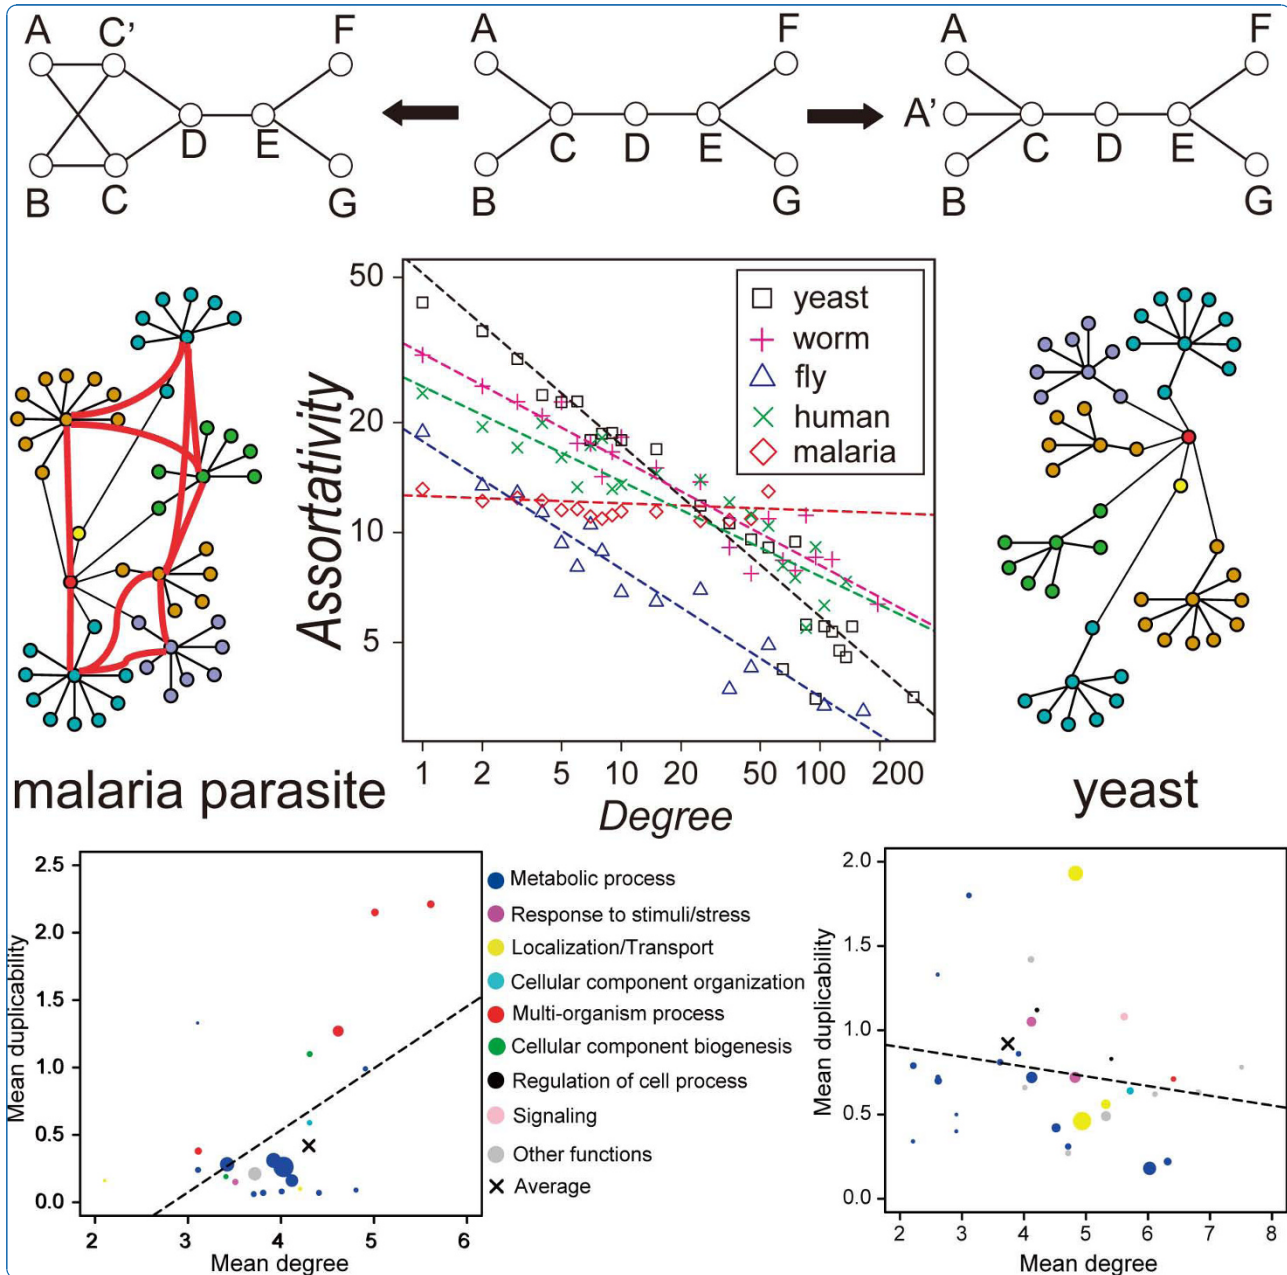 A C' F
B C D E G
A F
B C D E G
A F
A'
B C D E G
Assortativity
50
20
10
5
yeast
worm
fly
human
malaria
1 2 5 10 20 50 100 200
Degree
malaria parasite
yeast
Mean duplicability
2.5
2.0
1.5
1.0
0.5
0.0
2 3 4 5 6
Mean degree
Metabolic process
Response to stimuli/stress
Localization/Transport
Cellular component organization
Multi-organism process
Cellular component biogenesis
Regulation of cell process
Signaling
Other functions
Average
Mean duplicability
2.0
1.5
1.0
0.5
0.0
2 3 4 5 6 7 8
Mean degree